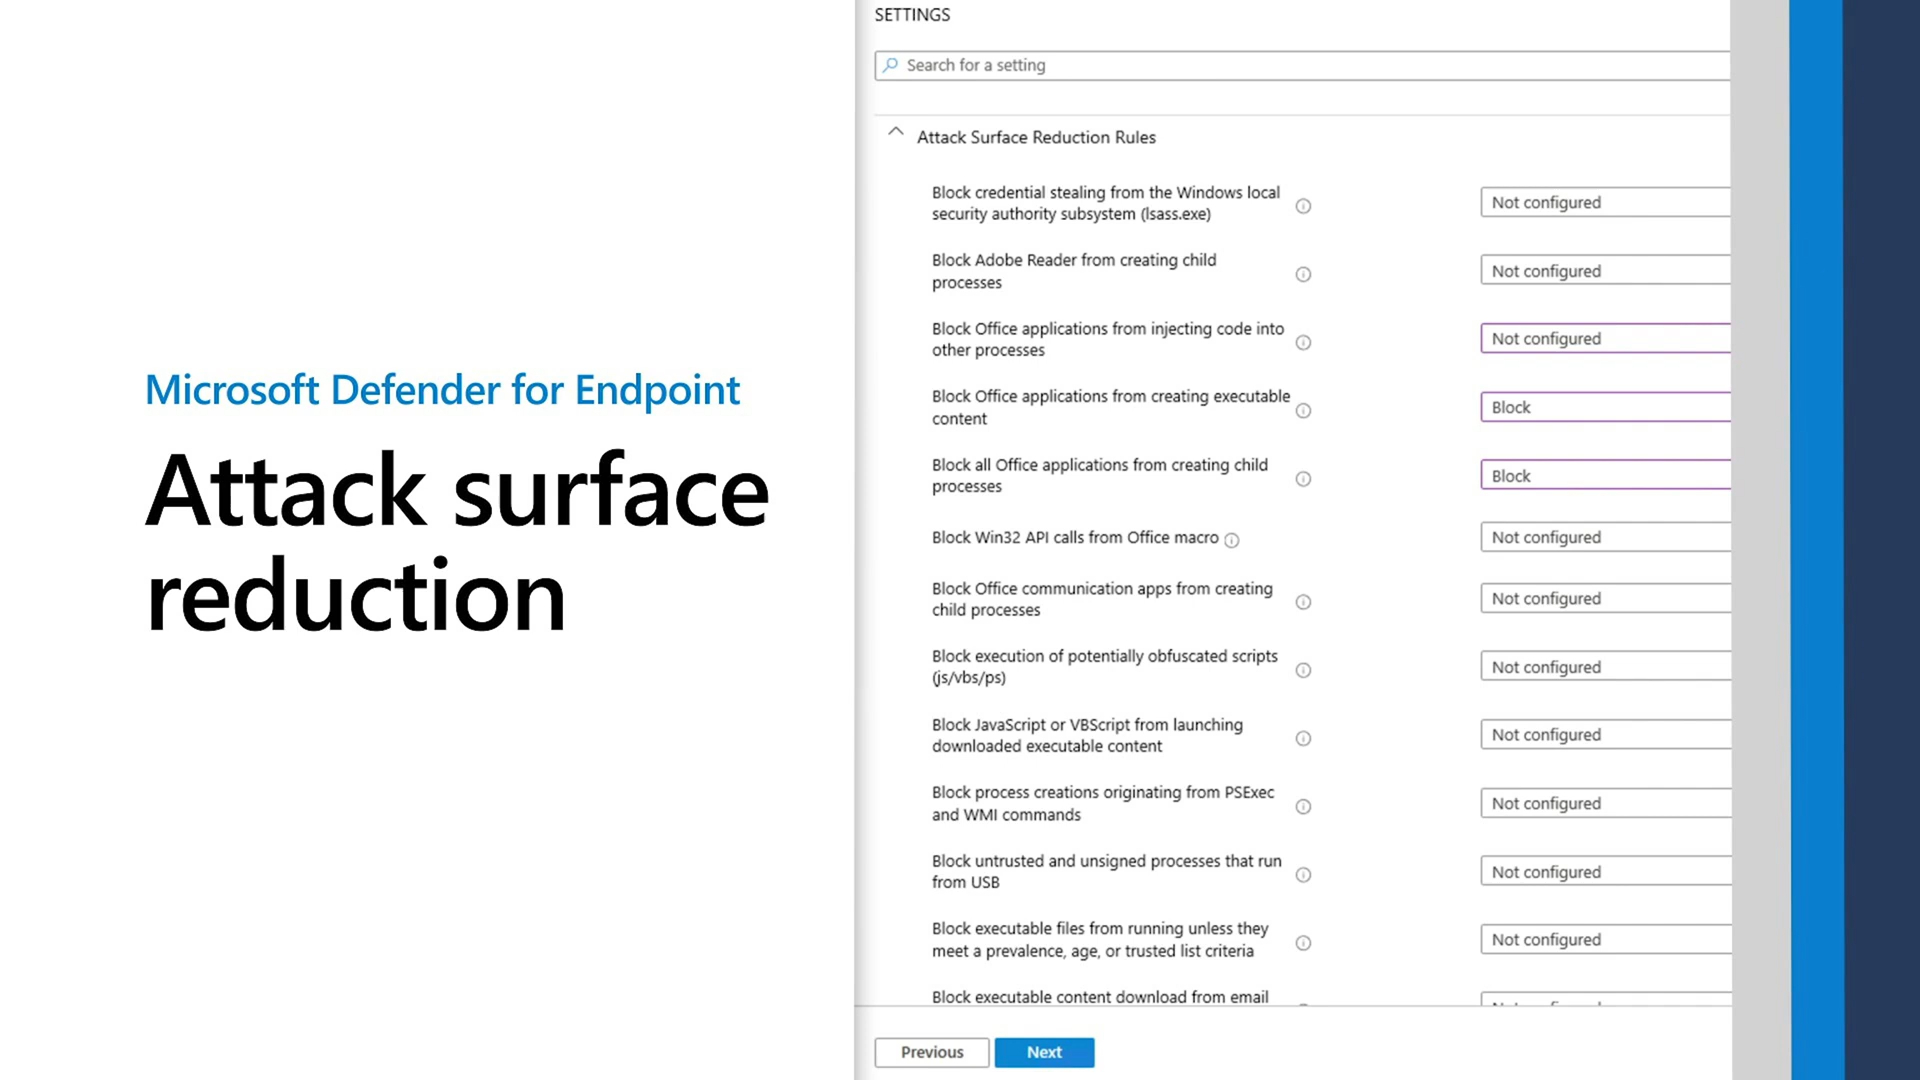 Microsoft Defender for Endpoint
Attack surface
reduction
SETTINGS
Search for a setting
Attack Surface Reduction Rules
Block credential stealing from the Windows local
security authority subsystem (lsass.exe)
Not configured
Block Adobe Reader from creating child
processes
Not configured
Block Office applications from injecting code into
other processes
Not configured
Block Office applications from creating executable
content
Block
Block all Office applications from creating child
processes
Block
Block Win32 API calls from Office macro
Not configured
Block Office communication apps from creating
child processes
Not configured
Block execution of potentially obfuscated scripts
(js/vbs/ps)
Not configured
Block JavaScript or VBScript from launching
downloaded executable content
Not configured
Block process creations originating from PSExec
and WMI commands
Not configured
Block untrusted and unsigned processes that run
from USB
Not configured
Block executable files from running unless they
meet a prevalence, age, or trusted list criteria
Not configured
Block executable content download from email
Previous
Next